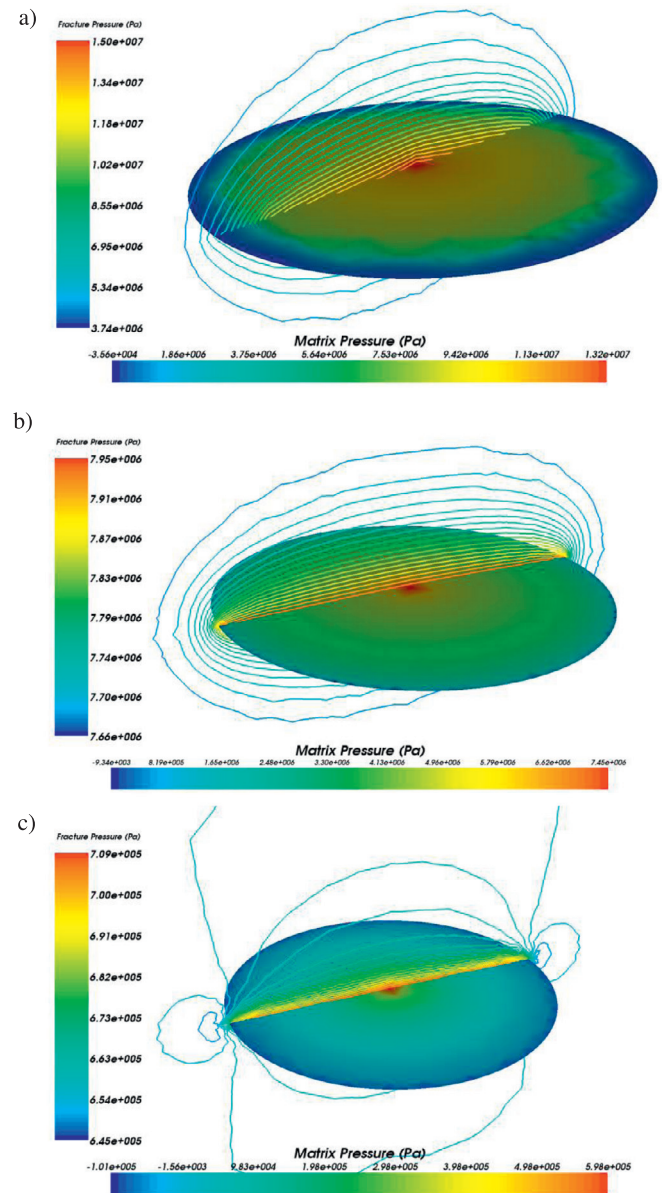 a)
Fracture Pressure (Pa)
1.50e+007
1.34e+007
1.18e+007
1.02e+007
8.55e+006
6.95e+006
5.34e+006
3.74e+006
Matrix Pressure (Pa)
-3.56e+004 1.86e+006 3.75e+006 5.64e+006 7.53e+006 9.42e+006 1.13e+007 1.32e+007
b)
Fracture Pressure (Pa)
7.95e+006
7.91e+006
7.87e+006
7.83e+006
7.79e+006
7.74e+006
7.70e+006
7.66e+006
Matrix Pressure (Pa)
-9.34e+003 8.19e+005 1.65e+006 2.48e+006 3.30e+006 4.13e+006 4.96e+006 5.79e+006 6.62e+006 7.45e+006
c)
Fracture Pressure (Pa)
7.09e+005
7.00e+005
6.91e+005
6.82e+005
6.73e+005
6.63e+005
6.54e+005
6.45e+005
Matrix Pressure (Pa)
-1.01e+005 -1.56e+003 9.83e+004 1.98e+005 2.98e+005 3.98e+005 4.98e+005 5.98e+005